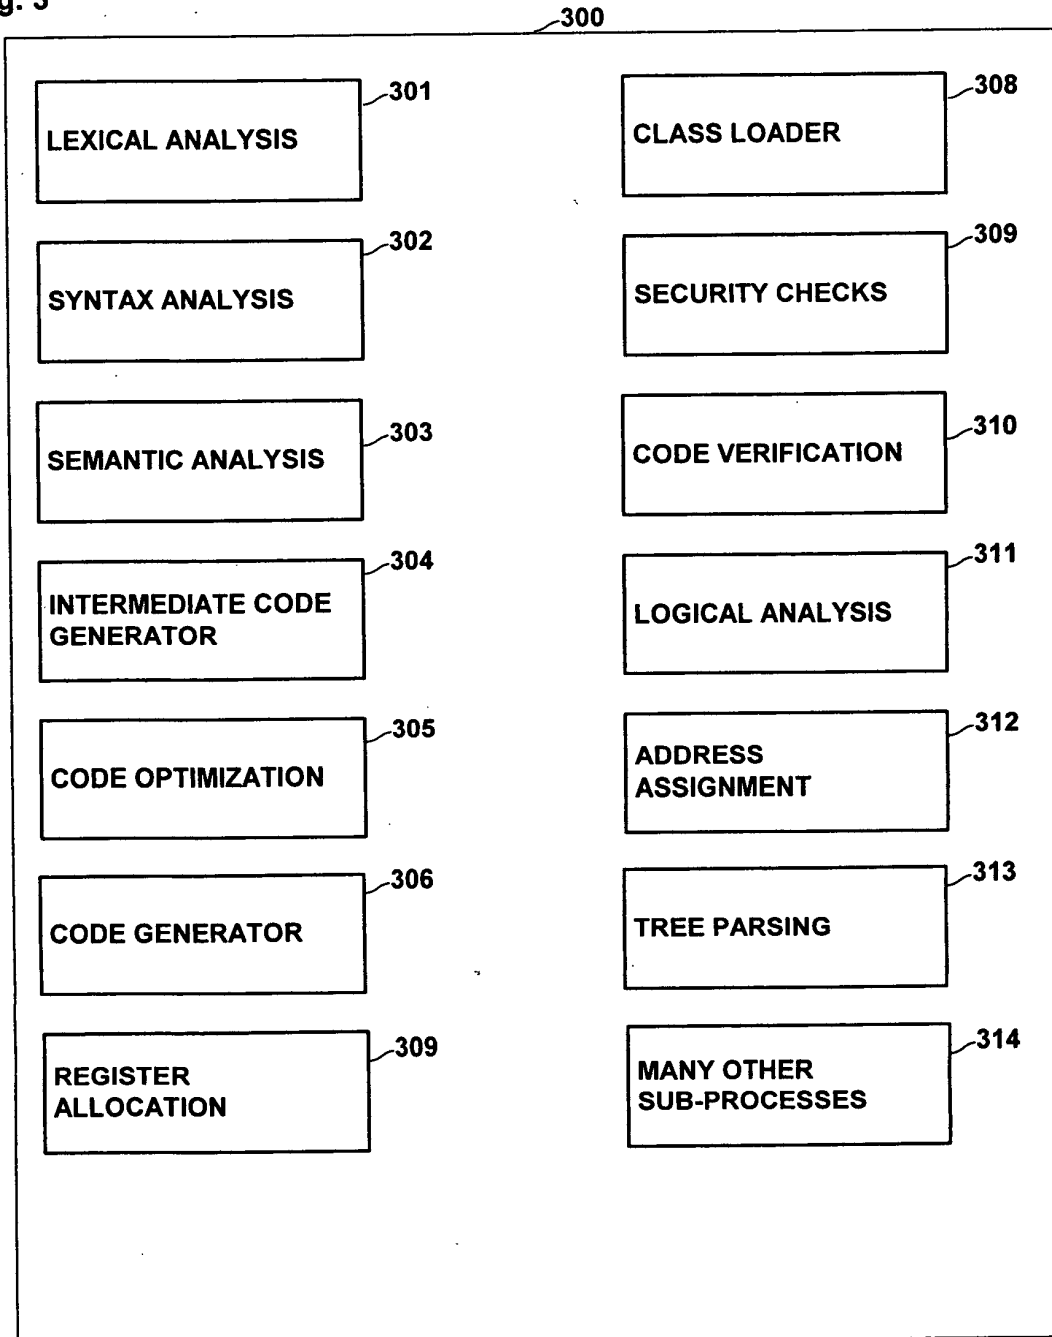 g. 3
300
301
LEXICAL ANALYSIS
302
SYNTAX ANALYSIS
303
SEMANTIC ANALYSIS
304
INTERMEDIATE CODE
GENERATOR
305
CODE OPTIMIZATION
306
CODE GENERATOR
309
REGISTER
ALLOCATION
308
CLASS LOADER
309
SECURITY CHECKS
310
CODE VERIFICATION
311
LOGICAL ANALYSIS
312
ADDRESS
ASSIGNMENT
313
TREE PARSING
314
MANY OTHER
SUB-PROCESSES